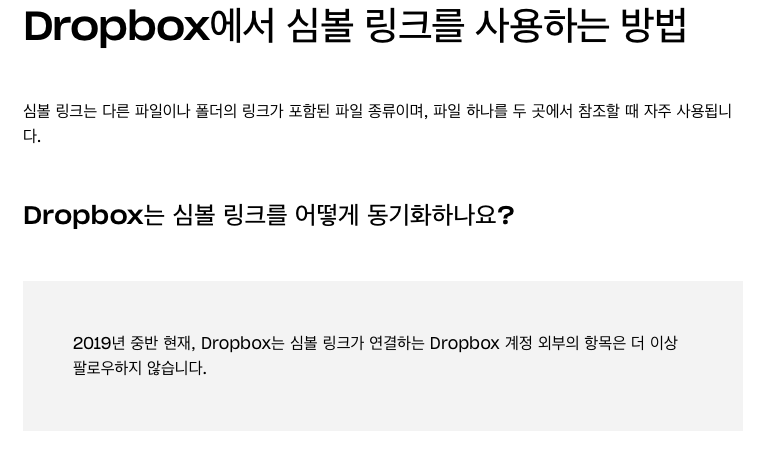 Dropbox에서 심볼 링크를 사용하는 방법
심볼 링크는 다른 파일이나 폴더의 링크가 포함된 파일 종류이며, 파일 하나를 두 곳에서 참조할 때 자주 사용됩니
다.
Dropbox는 심볼 링크를 어떻게 동기화하나요?
2019년 중반 현재, Dropbox는 심볼 링크가 연결하는 Dropbox 계정 외부의 항목은 더 이상
팔로우하지 않습니다.